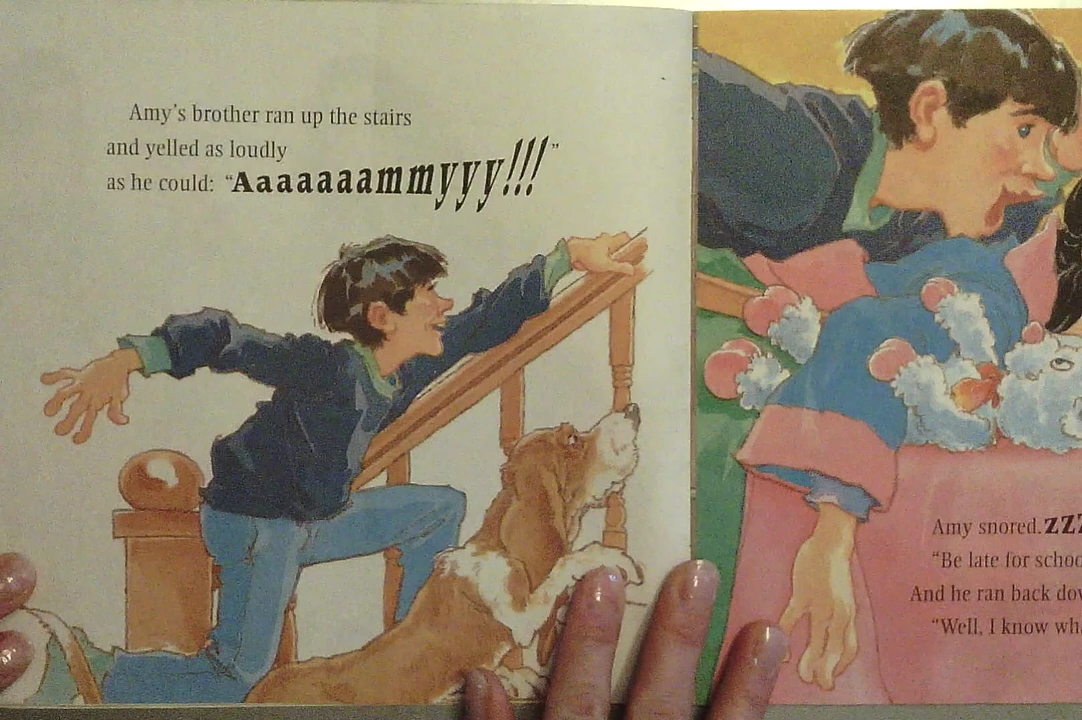 Amy's brother ran up the stairs
and yelled as loudly
as he could: “Aaaaaaammyyy!!!”
Amy snored.
“Be late for
And he ran back
“Well, I know